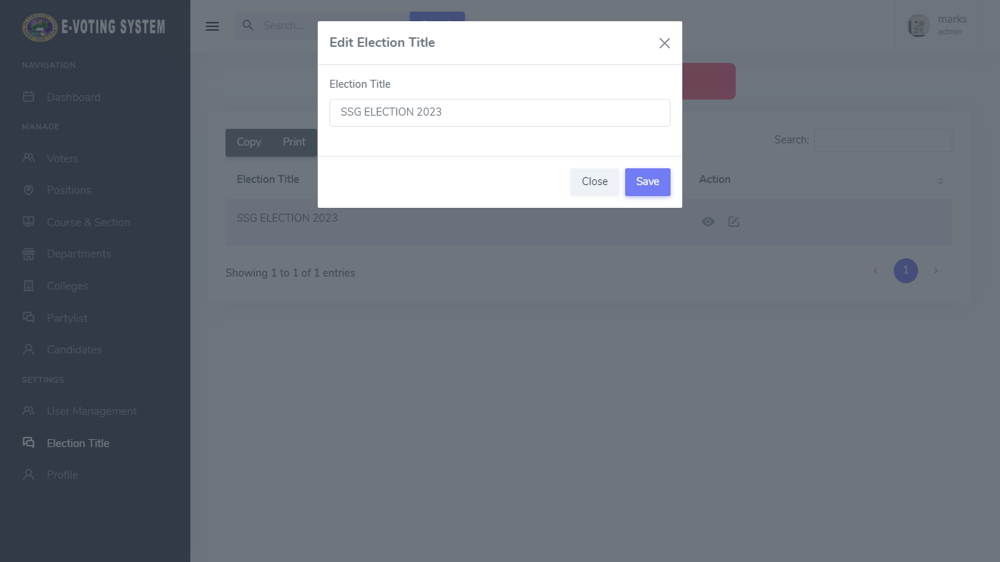 E-VOTING SYSTEM
NAVIGATION
Dashboard
MANAGE
Voters
Positions
Course & Section
Departments
Colleges
Partylist
Candidates
SETTINGS
User Management
Election Title
Profile
Search...
marks
admin
Edit Election Title
Election Title
SSG ELECTION 2023
Close
Save
Copy
Print
Search:
Election Title
Action
SSG ELECTION 2023
Showing 1 to 1 of 1 entries
1